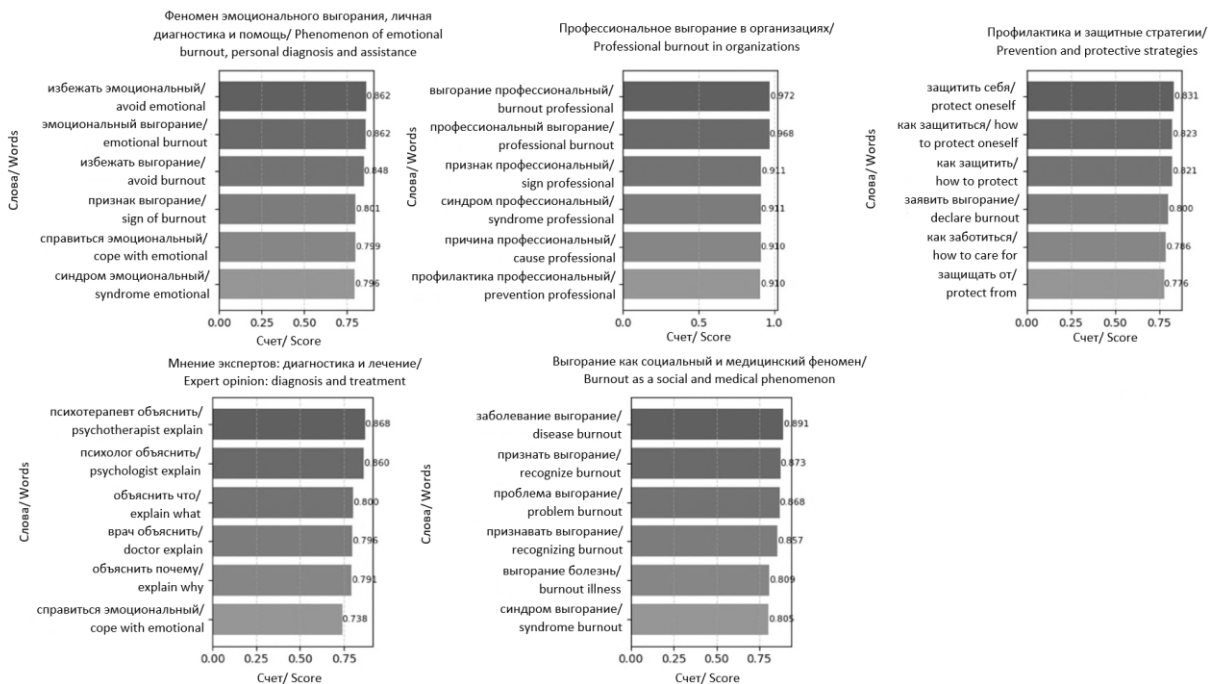 Феномен эмоционального выгорания, личная
диагностика и помощь/ Phenomenon of emotional
burnout, personal diagnosis and assistance
Слова/ Words
избежать эмоциональный/
avoid emotional
0.862
эмоциональный выгорание/
emotional burnout
0.862
избежать выгорание/
avoid burnout
0.848
признак выгорание/
sign of burnout
0.801
справиться эмоциональный/
cope with emotional
0.799
синдром эмоциональный/
syndrome emotional
0.796
0.00 0.25 0.50 0.75
Счет/ Score
Профессиональное выгорание в организациях/
Professional burnout in organizations
Слова/ Words
выгорание профессиональный/
burnout professional
0.972
профессиональный выгорание/
professional burnout
0.968
признак профессиональный/
sign professional
0.911
синдром профессиональный/
syndrome professional
0.911
причина профессиональный/
cause professional
0.910
профилактика профессиональный/
prevention professional
0.910
0.0 0.5 1.0
Счет/ Score
Профилактика и защитные стратегии/
Prevention and protective strategies
Слова/ Words
защитить себя/
protect oneself
0.831
как защититься/ how
to protect oneself
0.823
как защитить/
how to protect
0.821
заявить выгорание/
declare burnout
0.800
как заботиться/
how to care for
0.786
защищать от/
protect from
0.776
0.00 0.25 0.50 0.75
Счет/ Score
Мнение экспертов: диагностика и лечение/
Expert opinion: diagnosis and treatment
Слова/ Words
психотерапевт объяснить/
psychotherapist explain
0.868
психолог объяснить/
psychologist explain
0.860
объяснить что/
explain what
0.800
врач объяснить/
doctor explain
0.796
объяснить почему/
explain why
0.791
справиться эмоциональный/
cope with emotional
0.738
0.00 0.25 0.50 0.75
Счет/ Score
Выгорание как социальный и медицинский феномен/
Burnout as a social and medical phenomenon
Слова/ Words
заболевание выгорание/
disease burnout
0.891
признать выгорание/
recognize burnout
0.873
проблема выгорание/
problem burnout
0.868
признавать выгорание/
recognizing burnout
0.857
выгорание болезнь/
burnout illness
0.809
синдром выгорание/
syndrome burnout
0.805
0.00 0.25 0.50 0.75
Счет/ Score